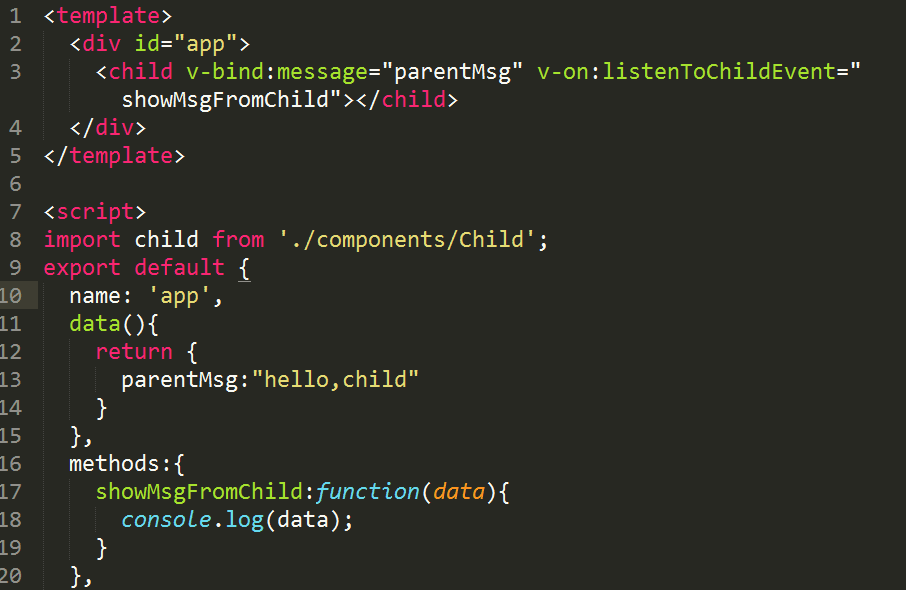 1 <template>
2   <div id="app">
3     <child v-bind:message="parentMsg" v-on:listenToChildEvent="
      showMsgFromChild"></child>
4   </div>
5 </template>
6
7 <script>
8 import child from './components/Child';
9 export default {
10   name: 'app',
11   data(){
12     return {
13       parentMsg:"hello,child"
14     }
15   },
16   methods:{
17     showMsgFromChild:function(data){
18       console.log(data);
19     }
20   },